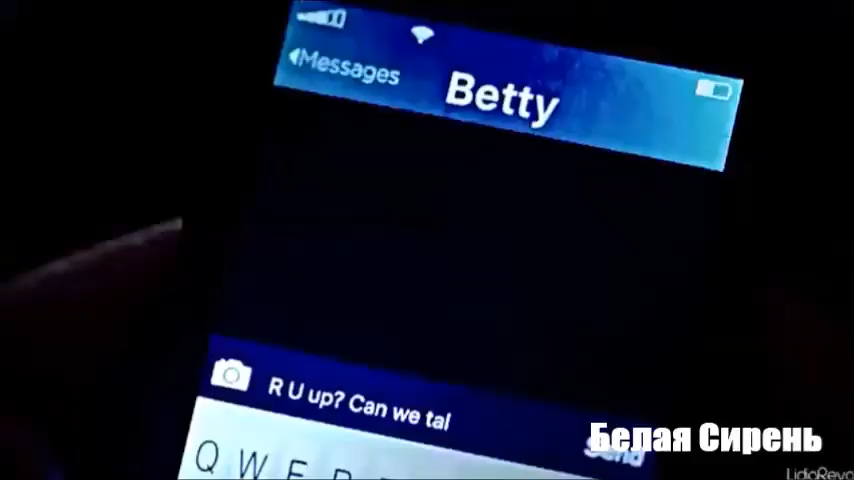 Messages
Betty
R U up? Can we tal
Send
Q W E R
Белая Сирень